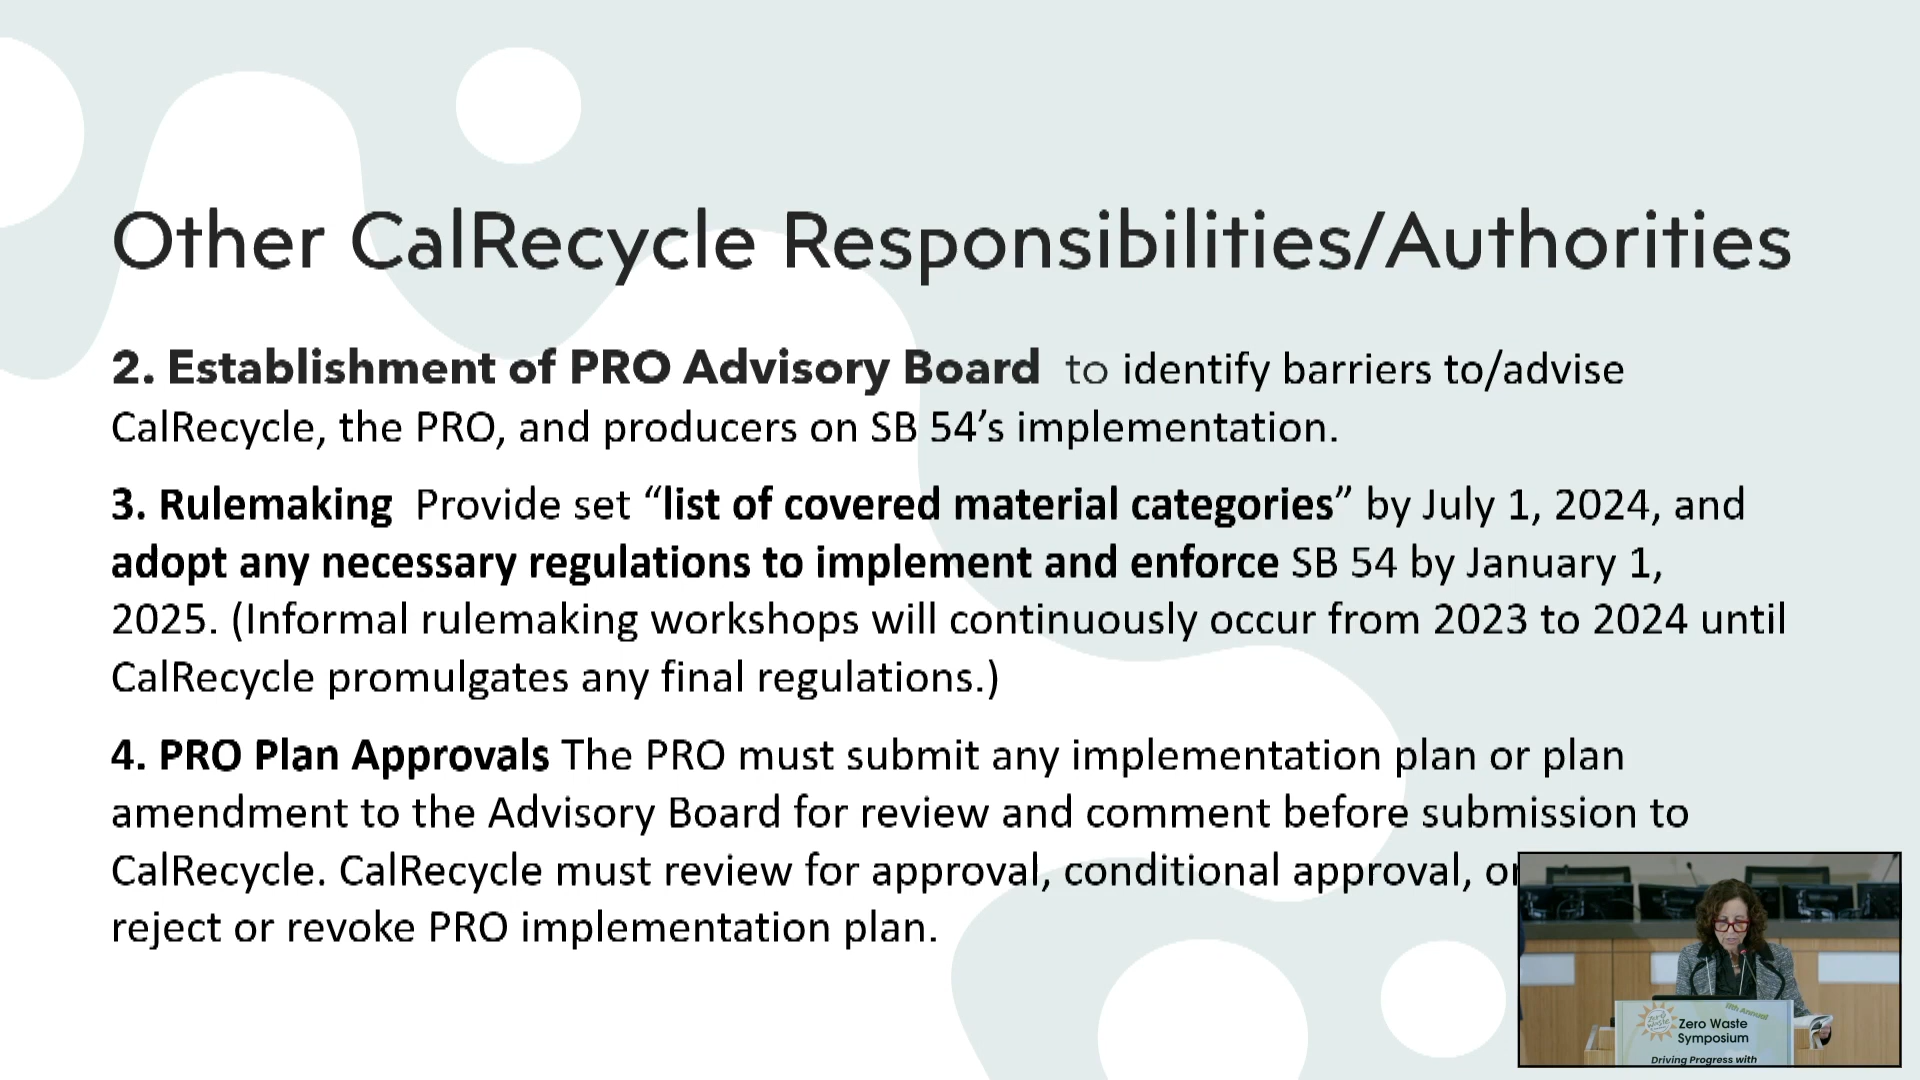 Other CalRecycle Responsibilities/Authorities
2. Establishment of PRO Advisory Board to identify barriers to/advise
CalRecycle, the PRO, and producers on SB 54’s implementation.
3. Rulemaking Provide set “list of covered material categories” by July 1, 2024, and
adopt any necessary regulations to implement and enforce SB 54 by January 1,
2025. (Informal rulemaking workshops will continuously occur from 2023 to 2024 until
CalRecycle promulgates any final regulations.)
4. PRO Plan Approvals The PRO must submit any implementation plan or plan
amendment to the Advisory Board for review and comment before submission to
CalRecycle. CalRecycle must review for approval, conditional approval, or
reject or revoke PRO implementation plan.
Annual
Zero Waste
Symposium
Driving Progress with